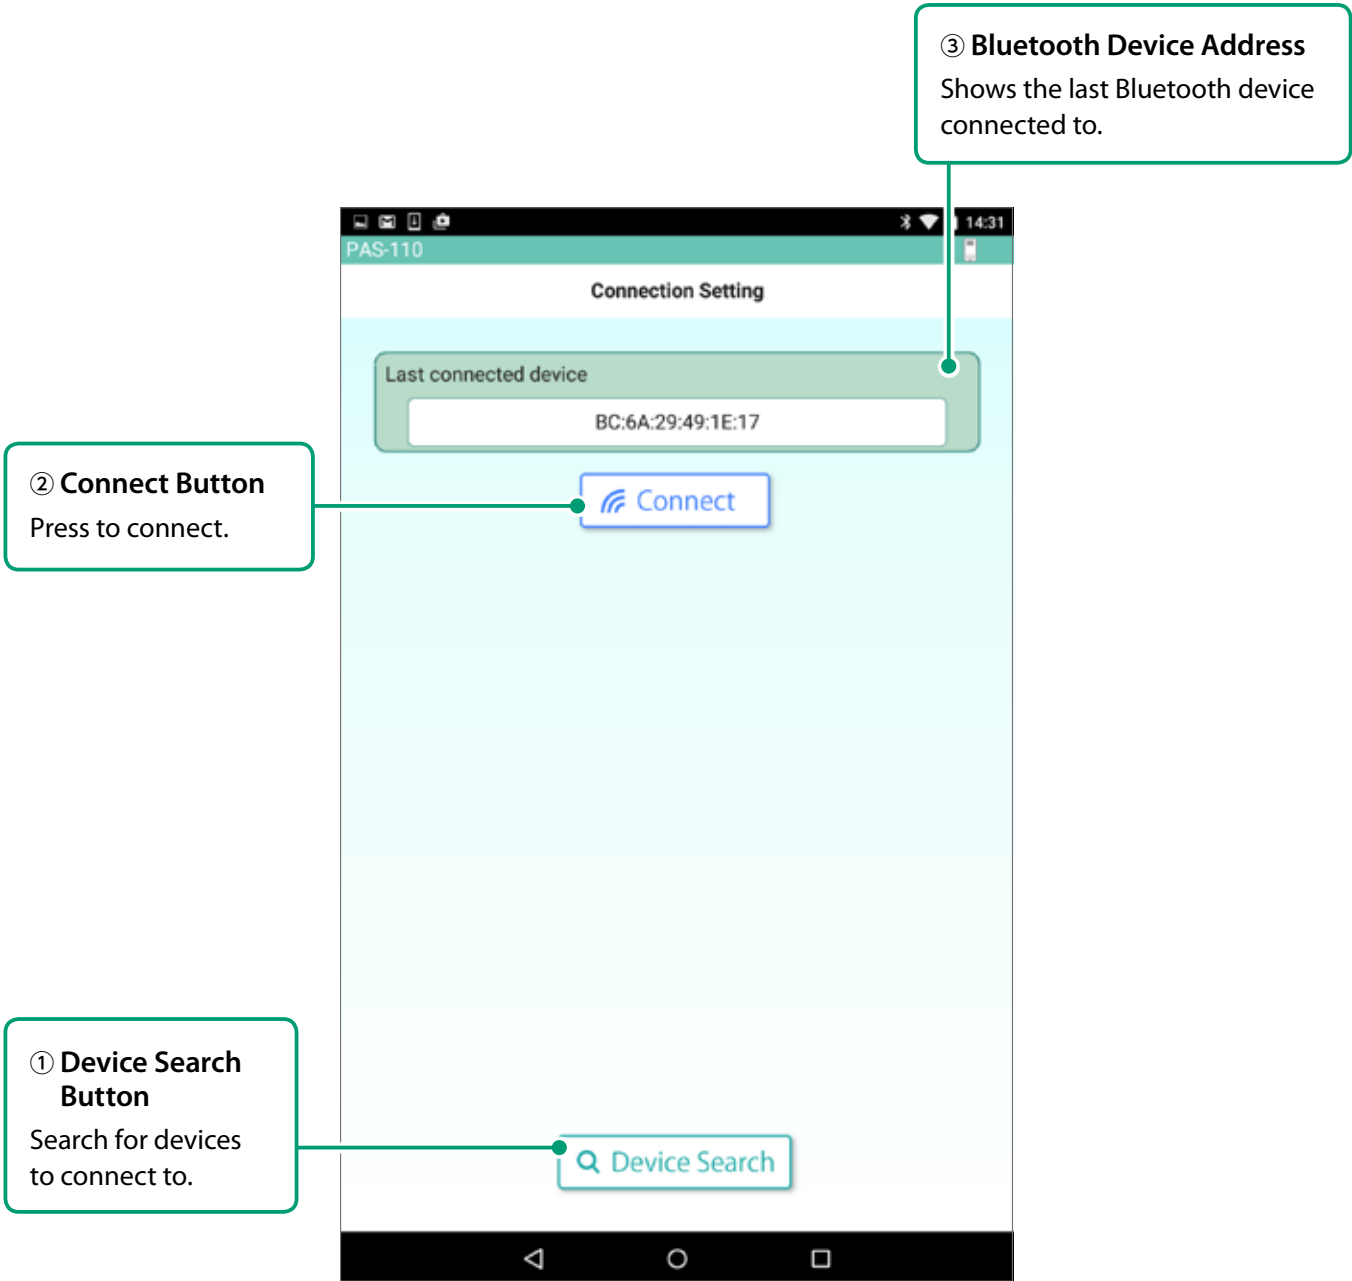 ③ Bluetooth Device Address
Shows the last Bluetooth device
connected to.
14:31
PAS-110
Connection Setting
Last connected device
BC:6A:29:49:1E:17
② Connect Button
Press to connect.
Connect
① Device Search
Button
Search for devices
to connect to.
Device Search